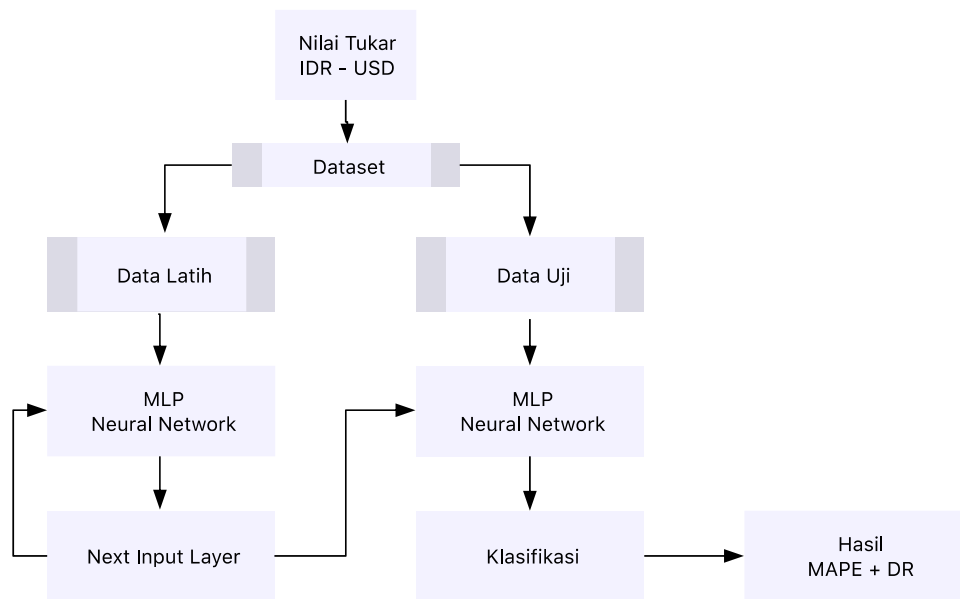 Nilai Tukar
IDR - USD
Dataset
Data Latih
Data Uji
MLP
Neural Network
MLP
Neural Network
Next Input Layer
Klasifikasi
Hasil
MAPE + DR